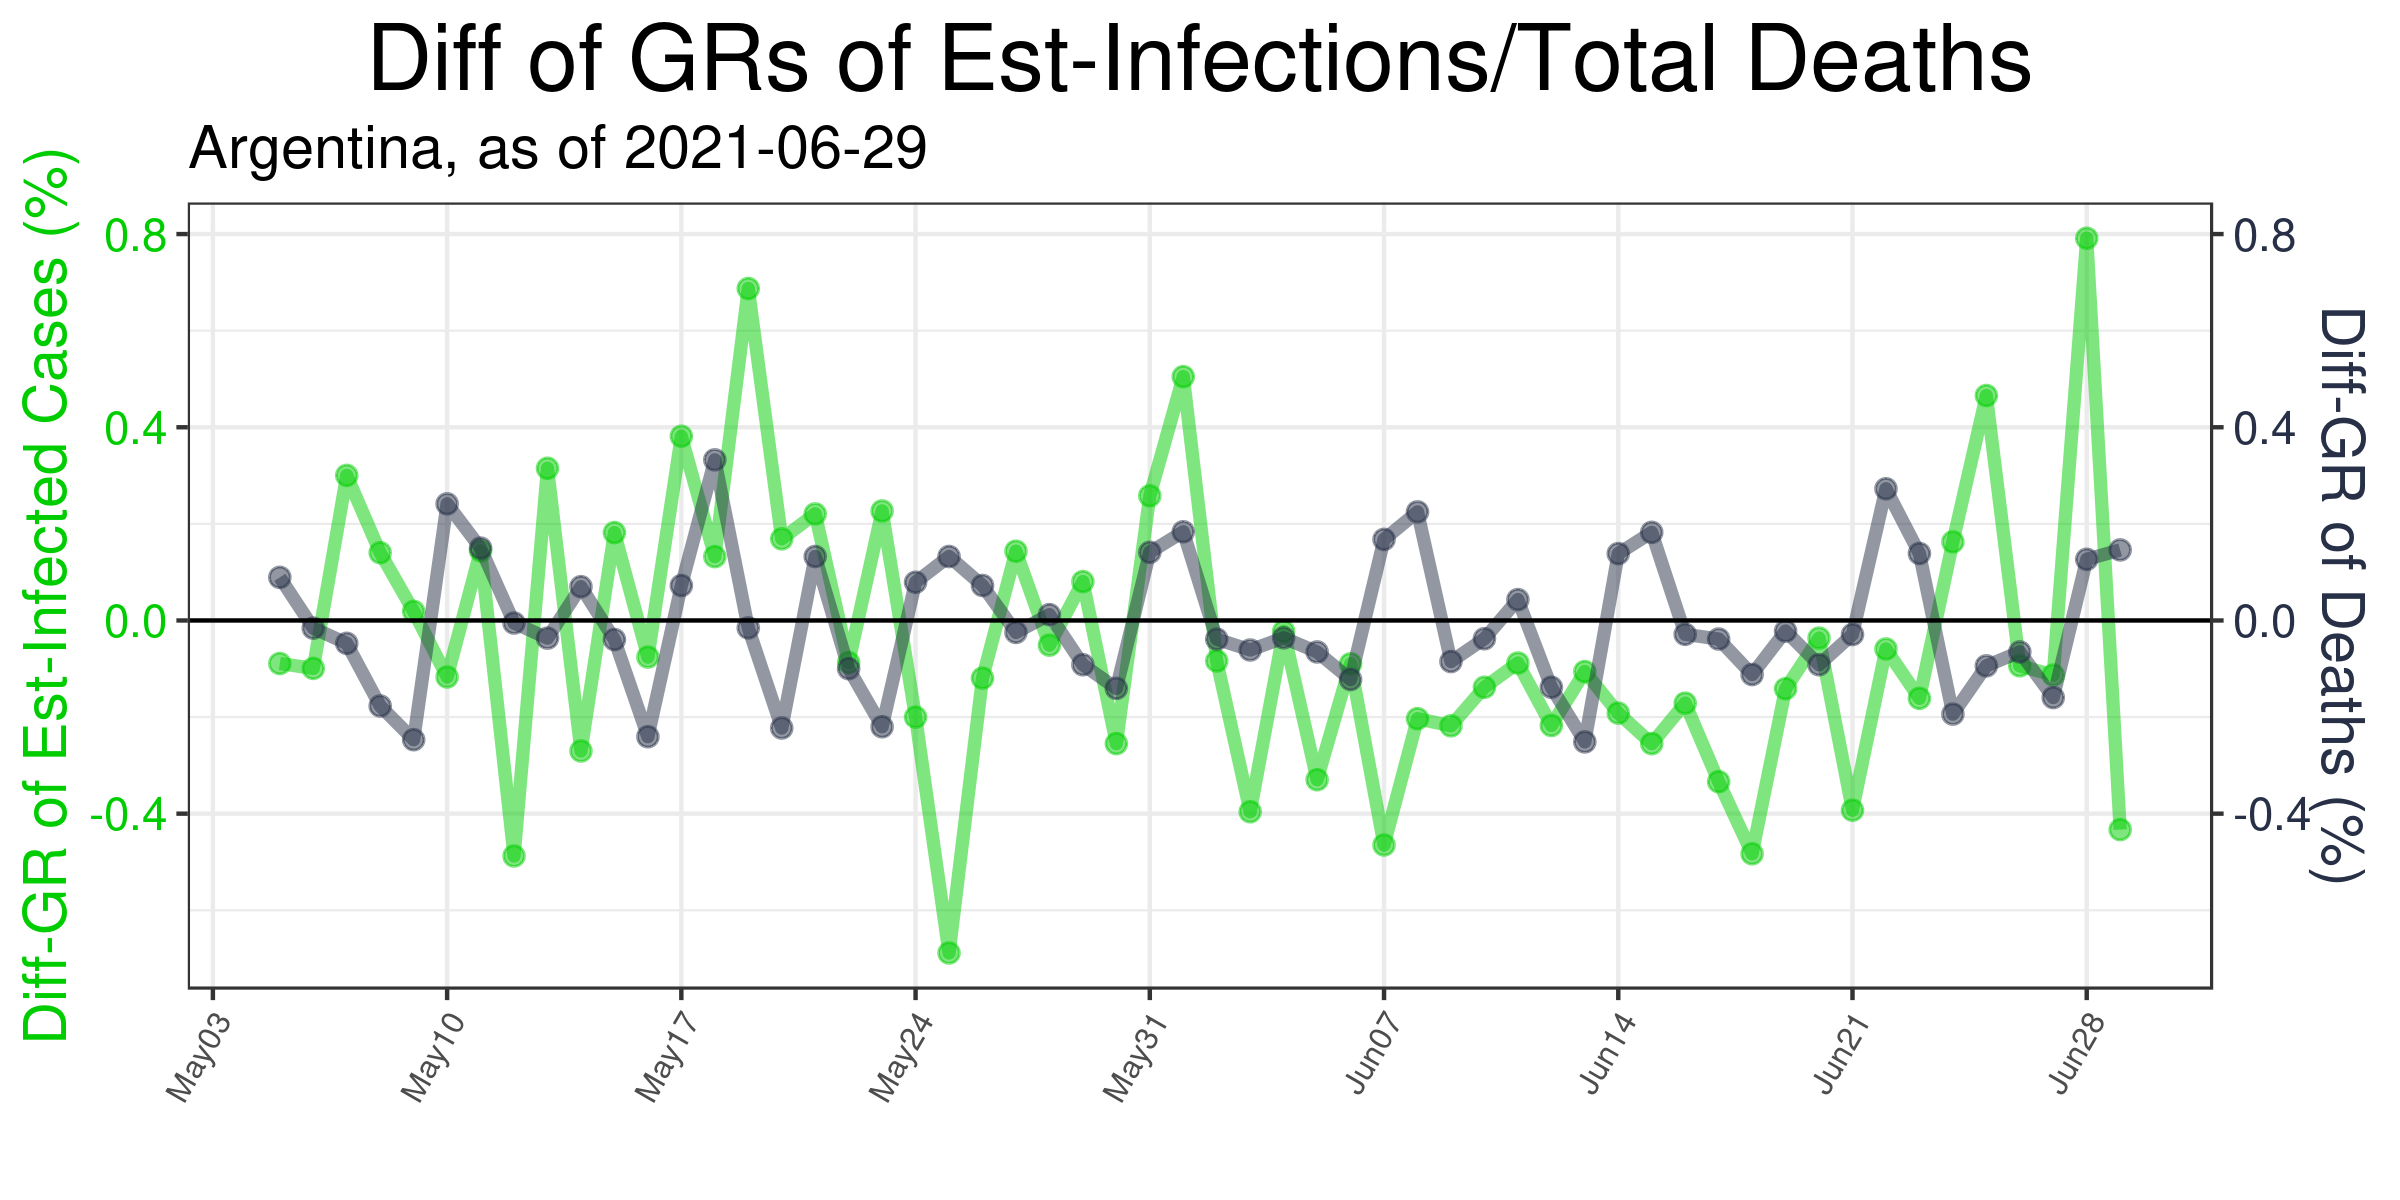 Diff of GRs of Est-Infections/Total Deaths
Argentina, as of 2021-06-29
Diff-GR of Est-Infected Cases (%)
0.8
0.4
0.0
-0.4
0.8
0.4
0.0
-0.4
Diff-GR of Deaths (%)
May03
May10
May17
May24
May31
Jun07
Jun14
Jun21
Jun28